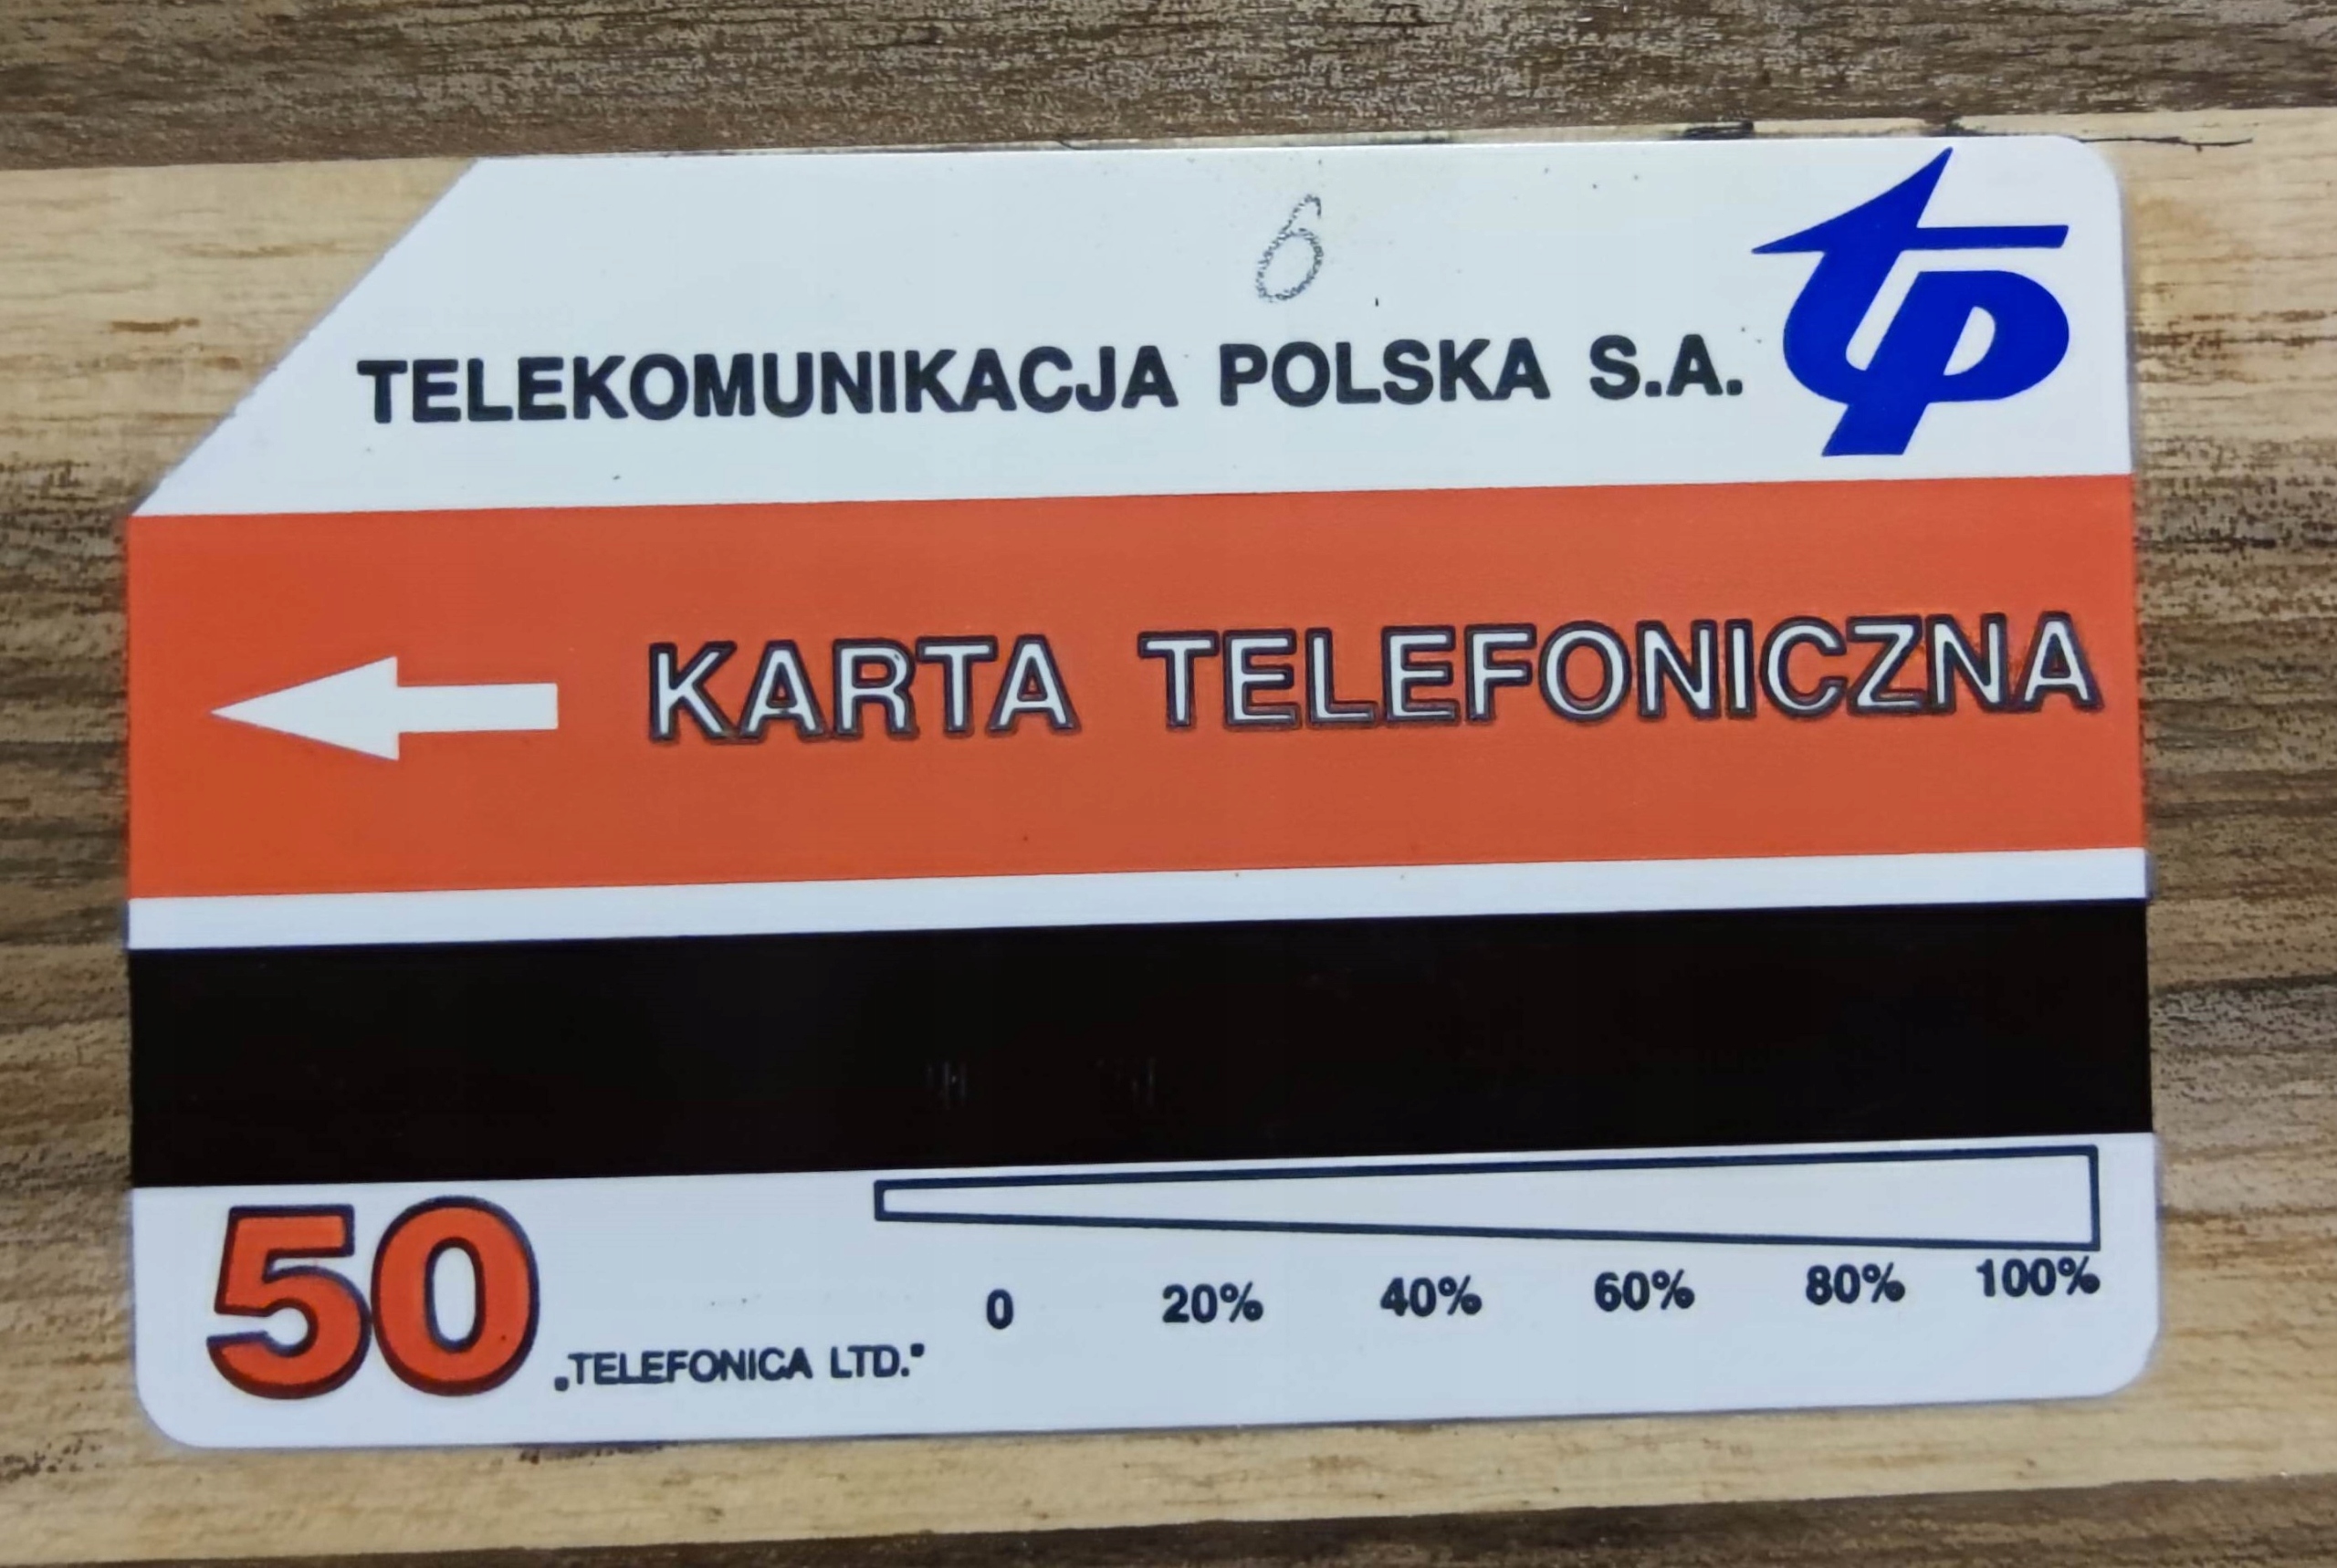 6
TELEKOMUNIKACJA POLSKA S.A.
tp
KARTA TELEFONICZNA
50
„TELEFONICA LTD.”
0 20% 40% 60% 80% 100%